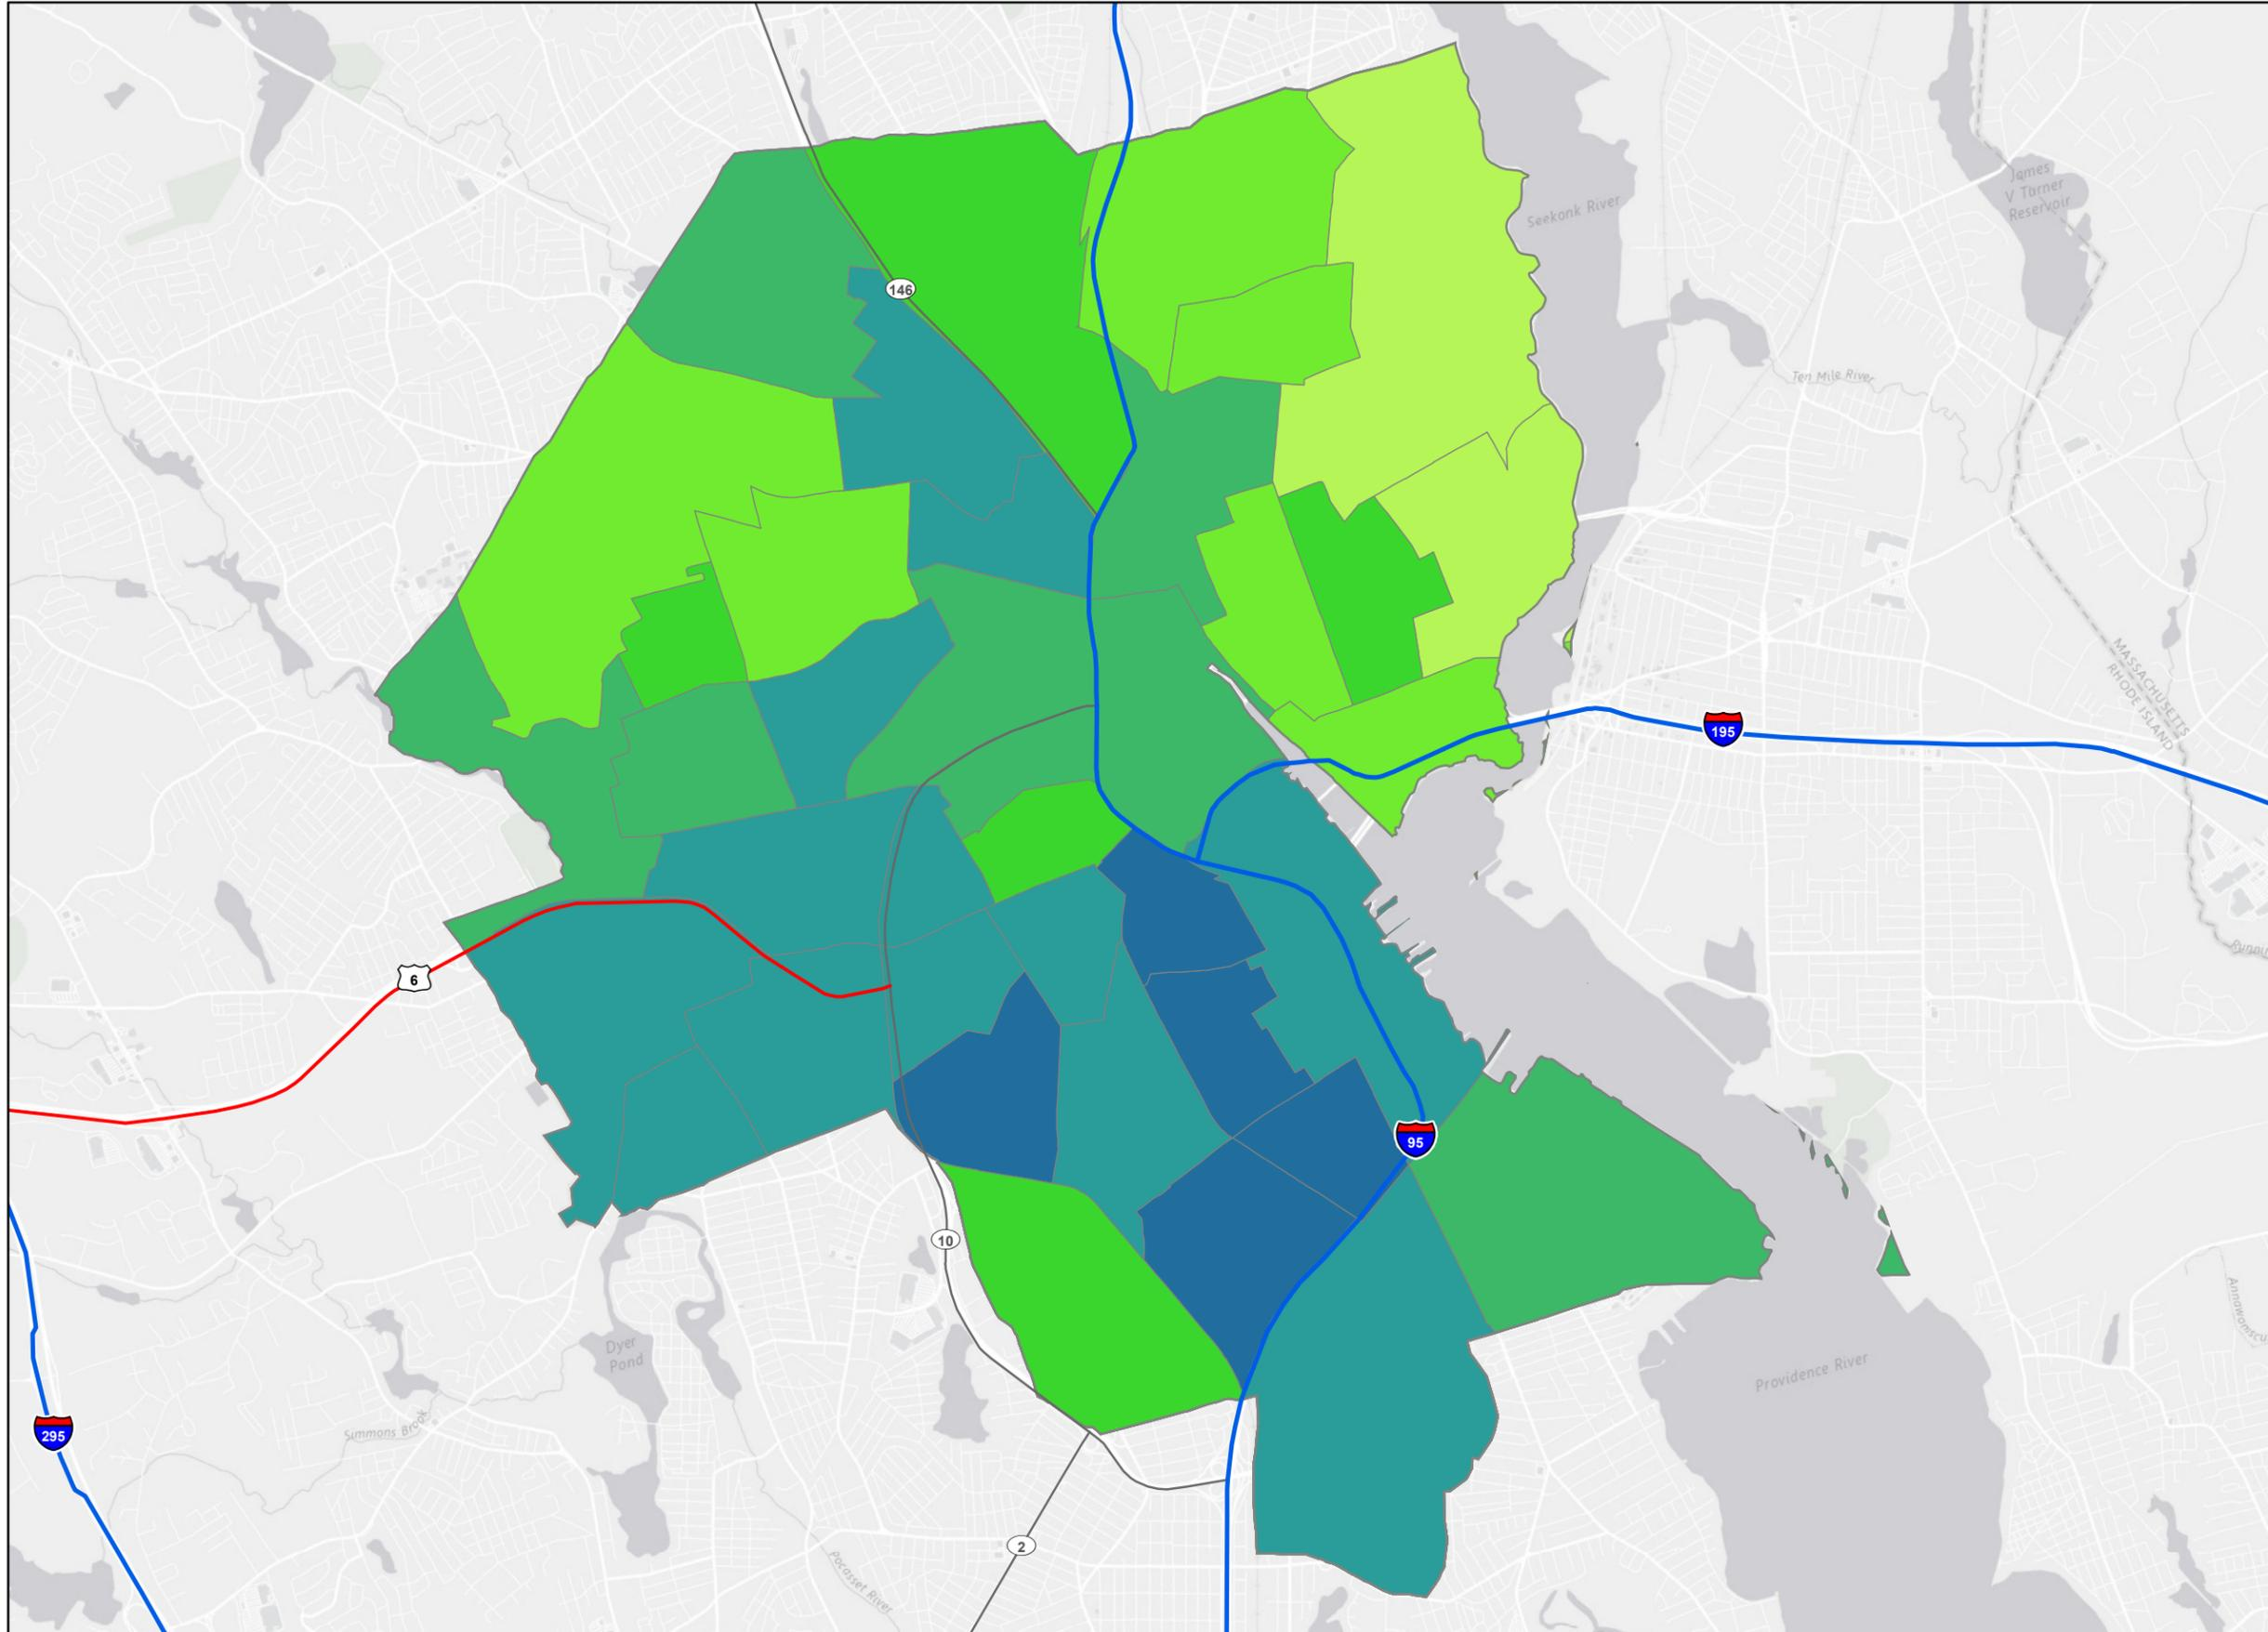 James
V Turner
Reservoir
Seekonk River
146
Ten Mile River
MASSACHUSETTS
RHODE ISLAND
195
6
95
10
Dyer
Pond
Providence River
Simmons Brook
295
2
Pocasset River